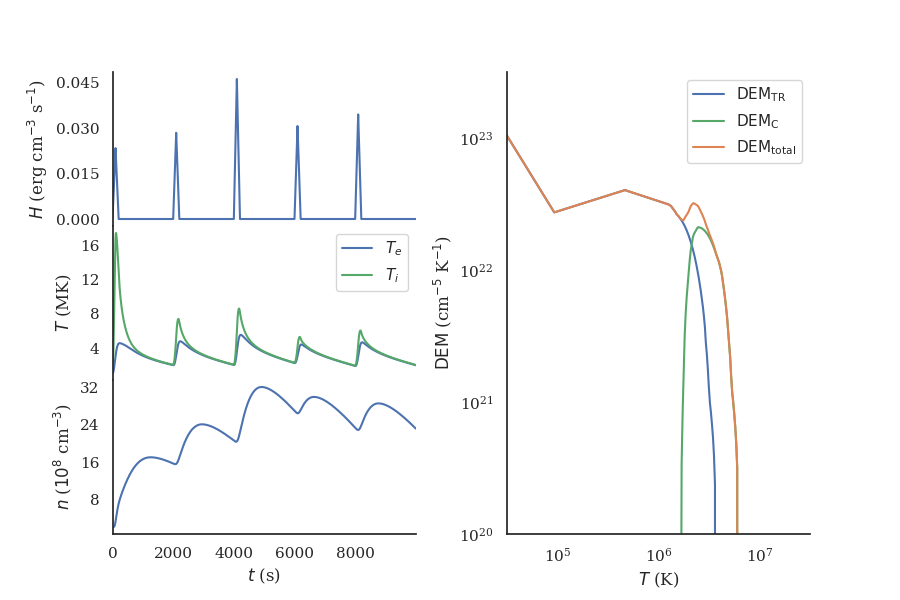 H (erg cm⁻³ s⁻¹)
0.045
0.030
0.015
0.000
T (MK)
16
12
8
4
Tₑ
Tᵢ
n (10⁸ cm⁻³)
32
24
16
8
0 2000 4000 6000 8000
t (s)
DEM (cm⁻⁵ K⁻¹)
10²³
10²²
10²¹
10²⁰
DEM_TR
DEM_C
DEM_total
10⁵ 10⁶ 10⁷
T (K)